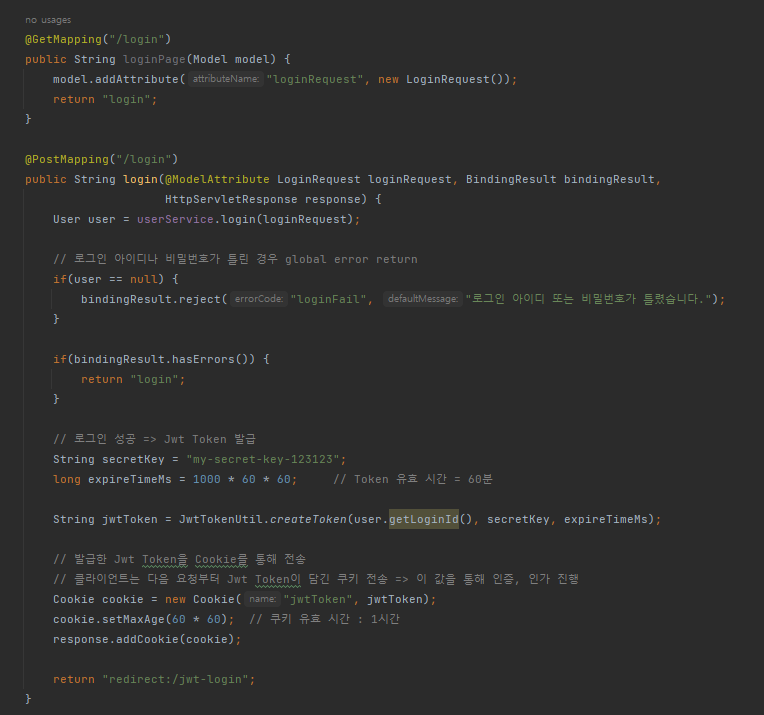 no usages
@GetMapping("/login")
public String loginPage(Model model) {
    model.addAttribute( attributeName: "loginRequest", new LoginRequest());
    return "login";
}
@PostMapping("/login")
public String login(@ModelAttribute LoginRequest loginRequest, BindingResult bindingResult,
                    HttpServletResponse response) {
    User user = userService.login(loginRequest);
    // 로그인 아이디나 비밀번호가 틀린 경우 global error return
    if(user == null) {
        bindingResult.reject( errorCode: "loginFail", defaultMessage: "로그인 아이디 또는 비밀번호가 틀렸습니다.");
    }
    if(bindingResult.hasErrors()) {
        return "login";
    }
    // 로그인 성공 => Jwt Token 발급
    String secretKey = "my-secret-key-123123";
    long expireTimeMs = 1000 * 60 * 60;     // Token 유효 시간 = 60분
    String jwtToken = JwtTokenUtil.createToken(user.getLoginId(), secretKey, expireTimeMs);
    // 발급한 Jwt Token을 Cookie를 통해 전송
    // 클라이언트는 다음 요청부터 Jwt Token이 담긴 쿠키 전송 => 이 값을 통해 인증, 인가 진행
    Cookie cookie = new Cookie( name: "jwtToken", jwtToken);
    cookie.setMaxAge(60 * 60);  // 쿠키 유효 시간 : 1시간
    response.addCookie(cookie);
    return "redirect:/jwt-login";
}